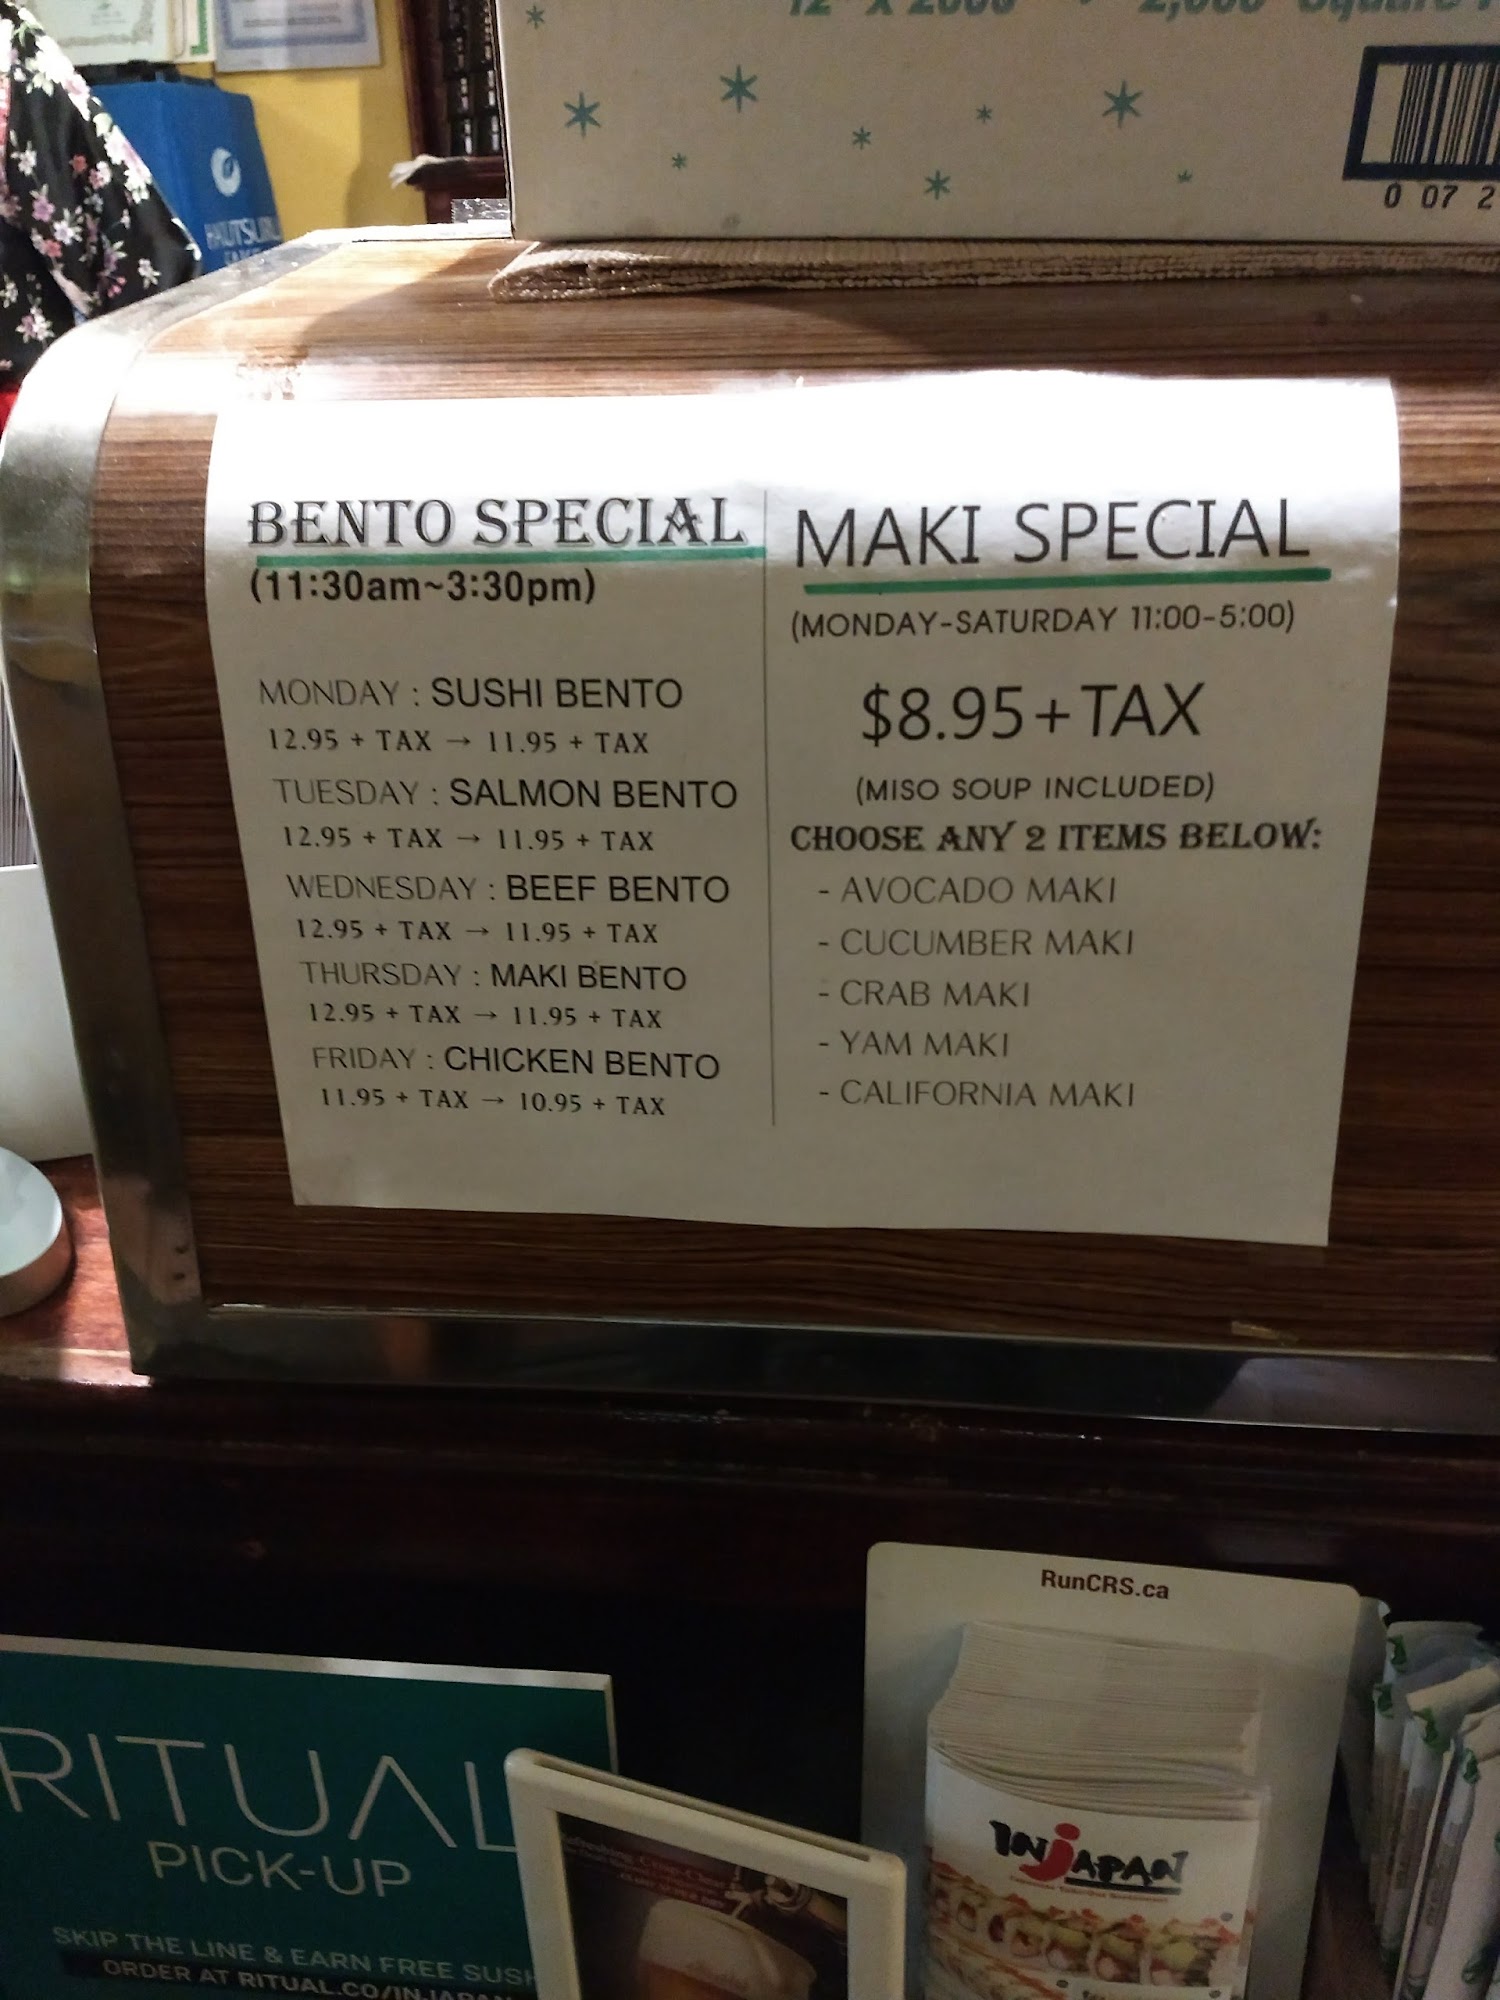 0 07 2
BENTO SPECIAL
(11:30am~3:30pm)
MONDAY : SUSHI BENTO
12.95 + TAX → 11.95 + TAX
TUESDAY : SALMON BENTO
12.95 + TAX → 11.95 + TAX
WEDNESDAY : BEEF BENTO
12.95 + TAX → 11.95 + TAX
THURSDAY : MAKI BENTO
12.95 + TAX → 11.95 + TAX
FRIDAY : CHICKEN BENTO
11.95 + TAX → 10.95 + TAX
MAKI SPECIAL
(MONDAY-SATURDAY 11:00-5:00)
$8.95+TAX
(MISO SOUP INCLUDED)
CHOOSE ANY 2 ITEMS BELOW:
- AVOCADO MAKI
- CUCUMBER MAKI
- CRAB MAKI
- YAM MAKI
- CALIFORNIA MAKI
RunCRS.ca
IN JAPAN
RITUAL
PICK-UP
SKIP THE LINE & EARN FREE SUSH
ORDER AT RITUAL.CO/INJAPAN